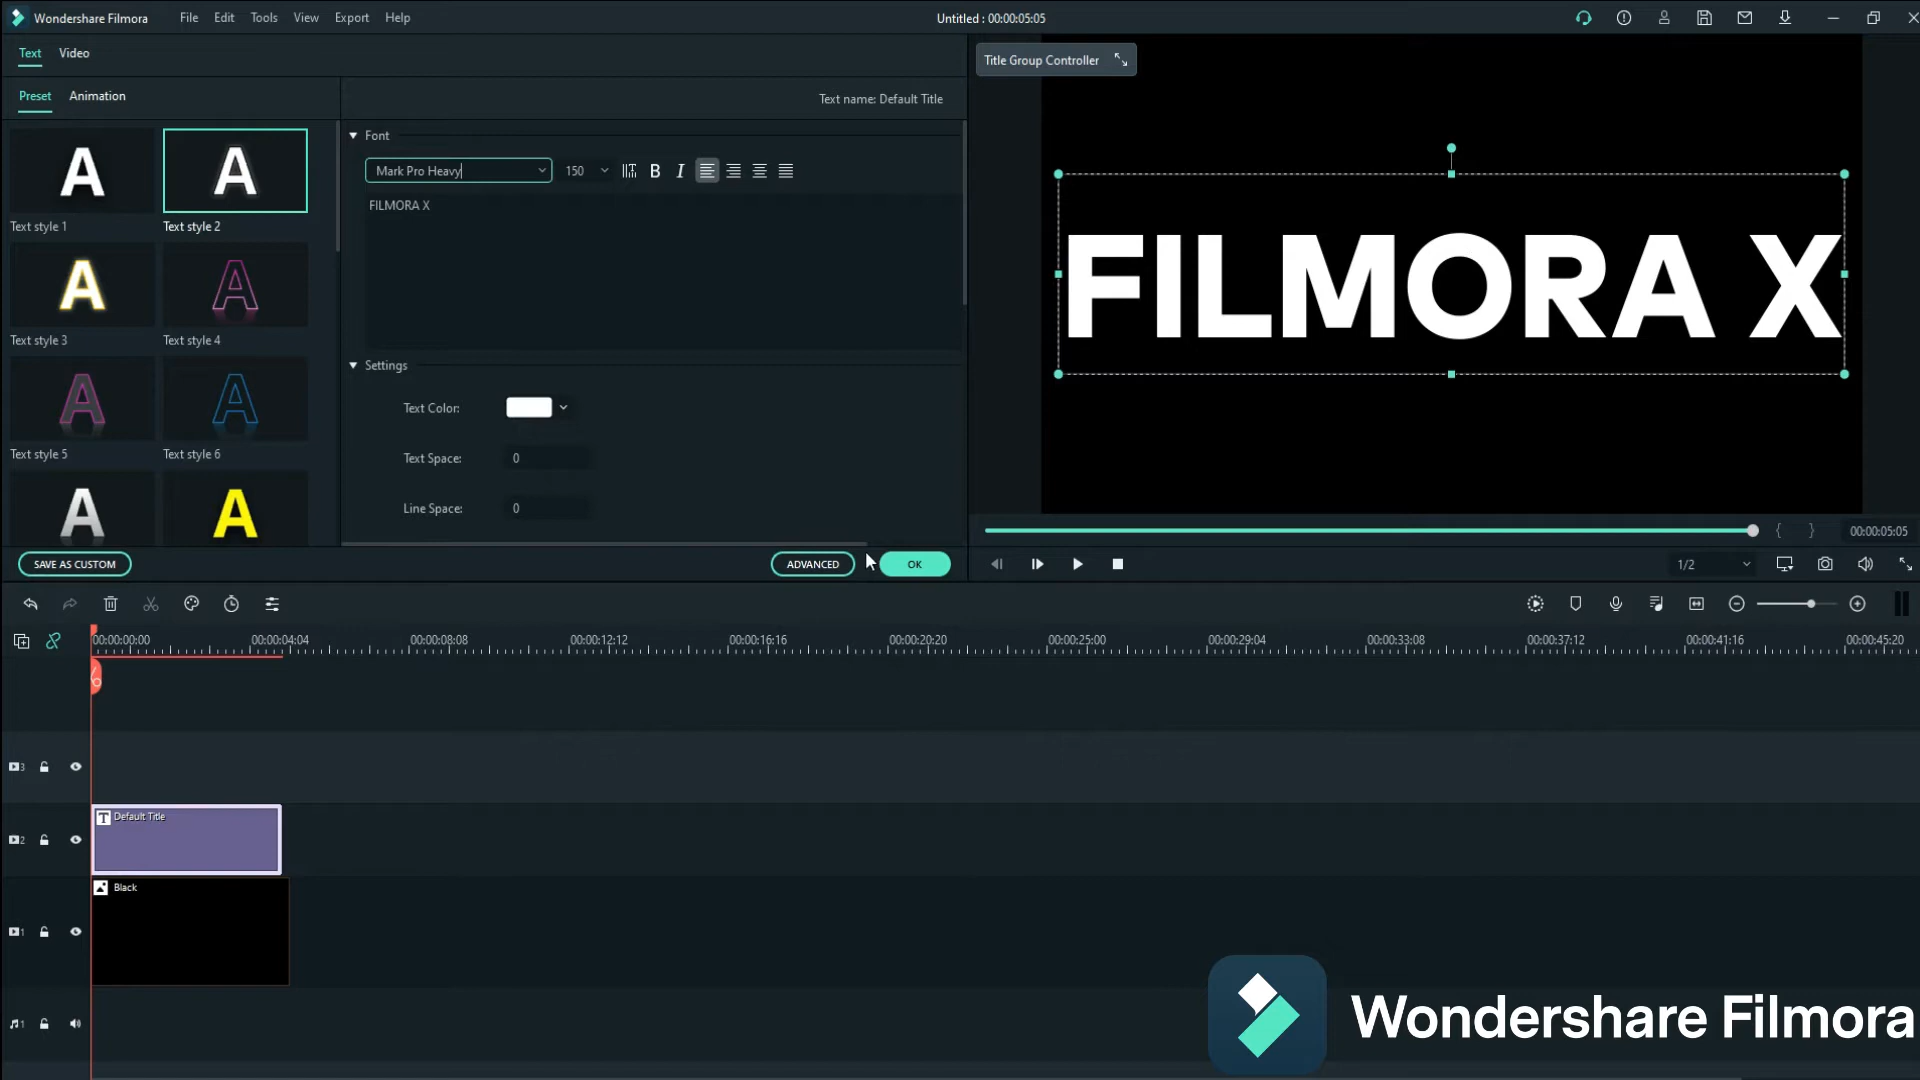 Wondershare Filmora
File Edit Tools View Export Help
Untitled : 00:00:05:05
Text Video
Title Group Controller
Preset Animation
Text name: Default Title
A A
Font
Mark Pro Heavy 150 B I
FILMORA X
FILMORA X
Text style 1 Text style 2
A A
Text style 3 Text style 4
Settings
A A
Text Color:
Text style 5 Text style 6
Text Space: 0
A A
Line Space: 0
{ } 00:00:05:05
SAVE AS CUSTOM ADVANCED OK
1/2
00:00:00:00 00:00:04:04 00:00:08:08 00:00:12:12 00:00:16:16 00:00:20:20 00:00:25:00 00:00:29:04 00:00:33:08 00:00:37:12 00:00:41:16 00:00:45:20
3
T Default Title
2
Black
1
1
Wondershare Filmora